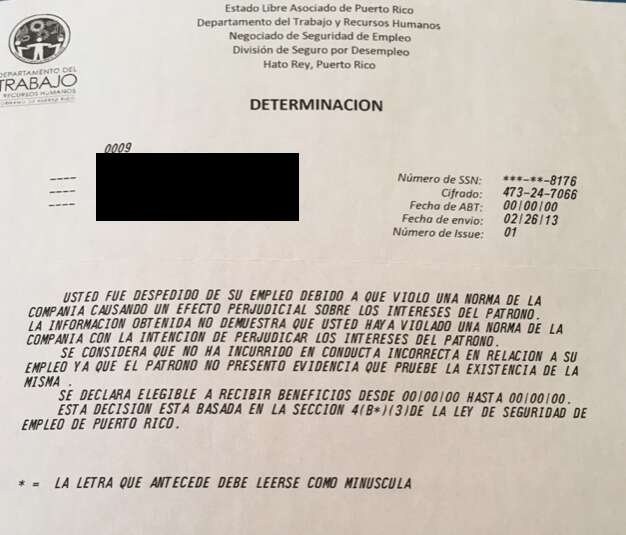 Estado Libre Asociado de Puerto Rico
Departamento del Trabajo y Recursos Humanos
Negociado de Seguridad de Empleo
División de Seguro por Desempleo
Hato Rey, Puerto Rico
DEPARTAMENTO DEL
TRABAJO
RECURSOS HUMANOS
GOBIERNO DE PUERTO RICO
DETERMINACION
0009
----
----
----
Número de SSN: ***-**-8176
Cifrado: 473-24-7066
Fecha de ABT: 00|00|00
Fecha de envio: 02|26|13
Número de Issue: 01
USTED FUE DESPEDIDO DE SU EMPLEO DEBIDO A QUE VIOLO UNA NORMA DE LA
COMPANIA CAUSANDO UN EFECTO PERJUDICIAL SOBRE LOS INTERESES DEL PATRONO.
LA INFORMACION OBTENIDA NO DEMUESTRA QUE USTED HAYA VIOLADO UNA NORMA DE LA
COMPANIA CON LA INTENCION DE PERJUDICAR LOS INTERESES DEL PATRONO.
SE CONSIDERA QUE NO HA INCURRIDO EN CONDUCTA INCORRECTA EN RELACION A SU
EMPLEO YA QUE EL PATRONO NO PRESENTO EVIDENCIA QUE PRUEBE LA EXISTENCIA DE LA
MISMA .
SE DECLARA ELEGIBLE A RECIBIR BENEFICIOS DESDE 00|00|00 HASTA 00|00|00.
ESTA DECISION ESTA BASADA EN LA SECCION 4(B*)(3)DE LA LEY DE SEGURIDAD DE
EMPLEO DE PUERTO RICO.
* = LA LETRA QUE ANTECEDE DEBE LEERSE COMO MINUSCULA